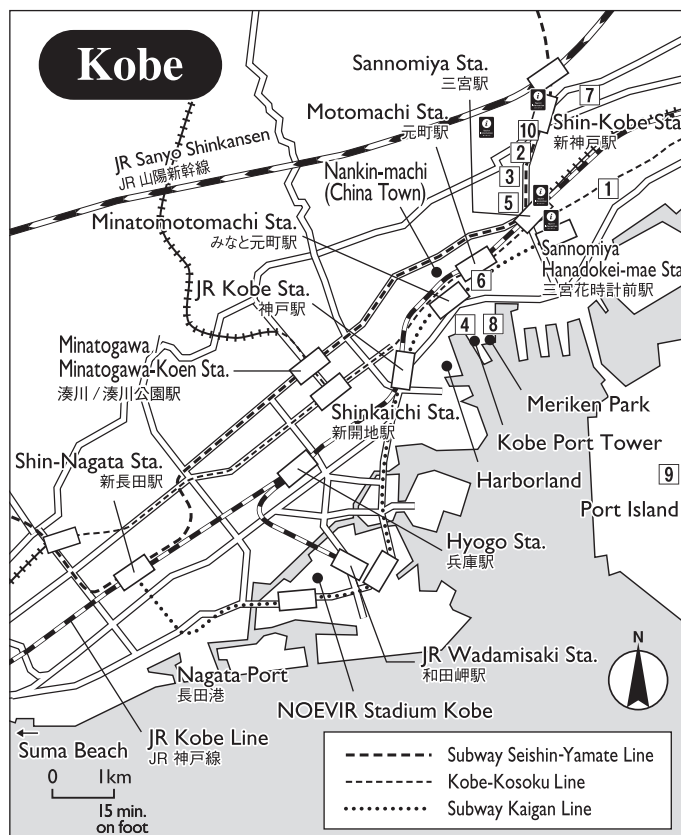 Kobe
Sannomiya Sta.
三宮駅
Motomachi Sta.
元町駅
7
10
Shin-Kobe Sta.
新神戸駅
2
JR Sanyo Shinkansen
JR 山陽新幹線
Nankin-machi
(China Town)
3
1
5
Minatomotomachi Sta.
みなと元町駅
Sannomiya
Hanadokei-mae Sta.
三宮花時計前駅
6
JR Kobe Sta.
神戸駅
4
8
Minatogawa /
Minatogawa-Koen Sta.
湊川 / 湊川公園駅
Meriken Park
Shinkaichi Sta.
新開地駅
Kobe Port Tower
Shin-Nagata Sta.
新長田駅
Harborland
9
Port Island
Hyogo Sta.
兵庫駅
N
JR Wadamisaki Sta.
和田岬駅
Nagata Port
長田港
NOEVIR Stadium Kobe
JR Kobe Line
JR 神戸線
Suma Beach
0 1km
15 min.
on foot
Subway Seishin-Yamate Line
Kobe-Kosoku Line
Subway Kaigan Line